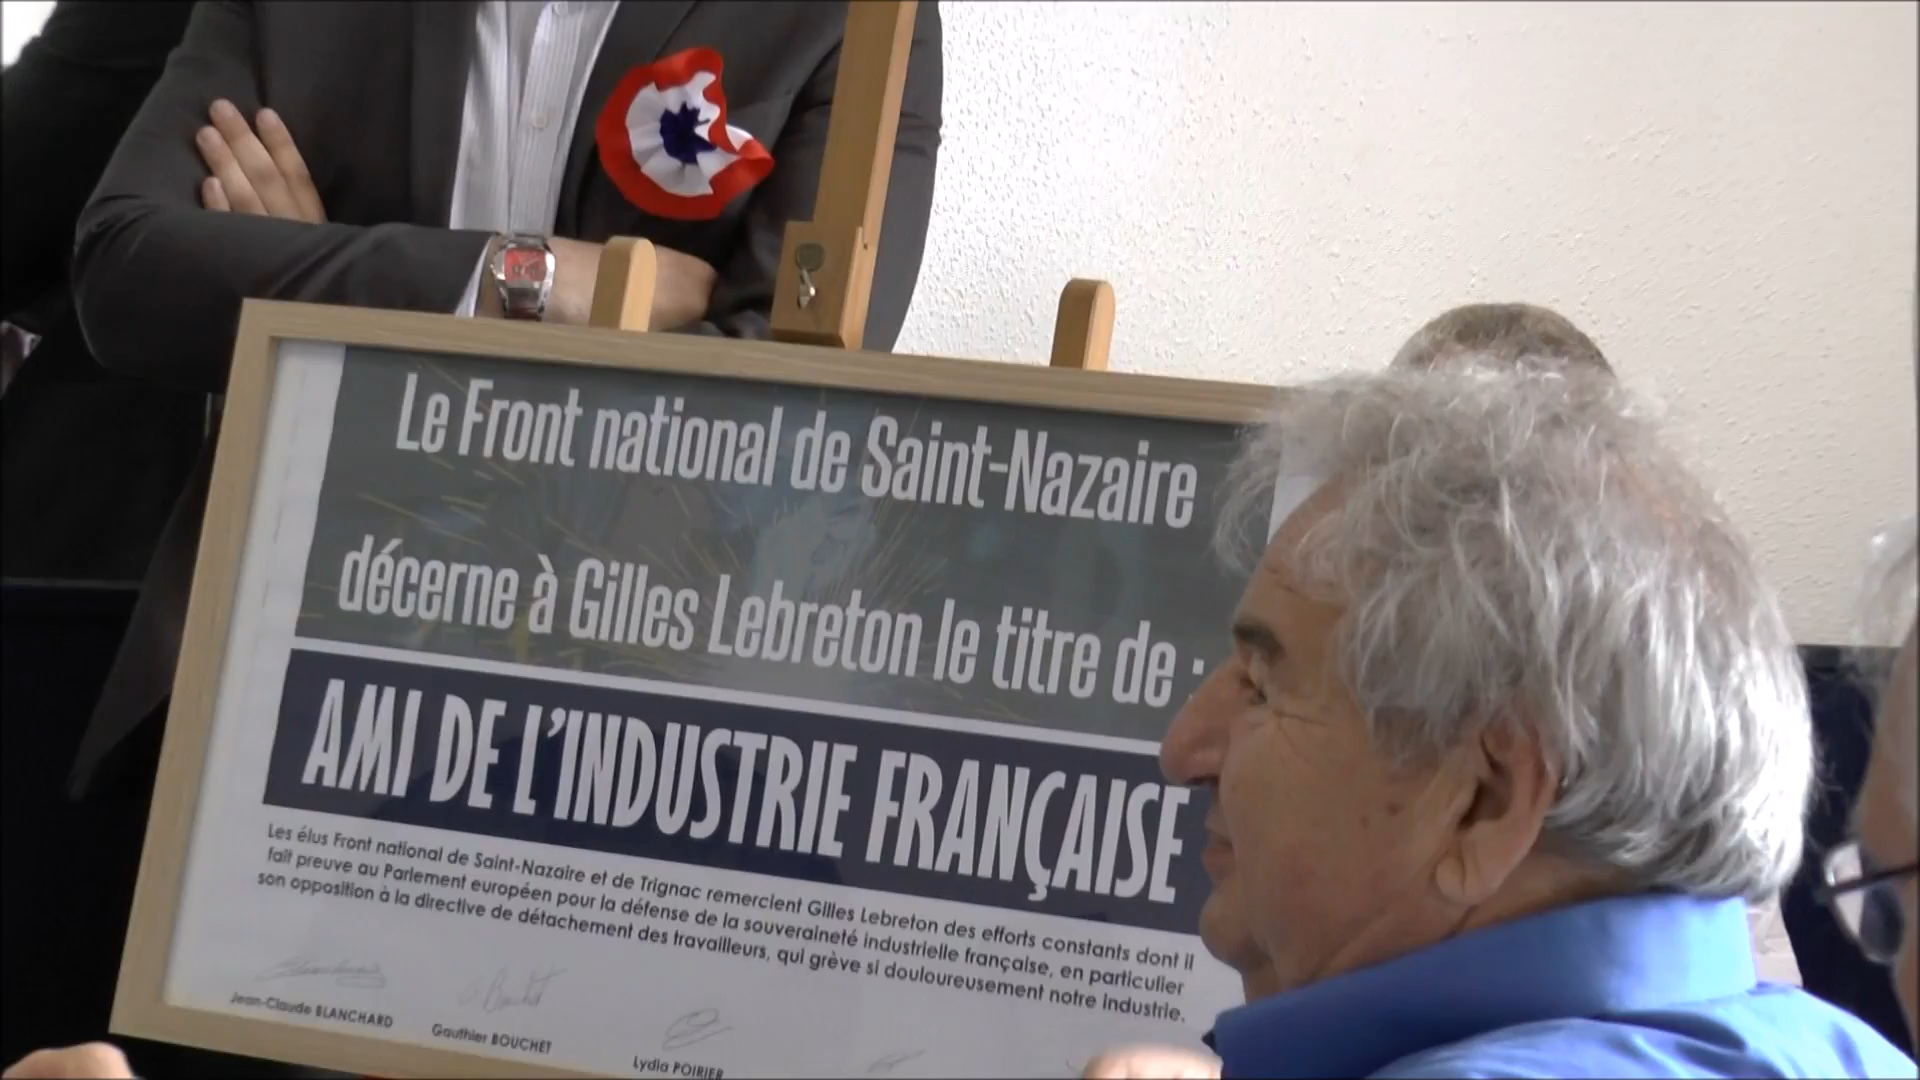 Le Front national de Saint-Nazaire
décerne à Gilles Lebreton le titre de :
AMI DE L'INDUSTRIE FRANÇAISE
Les élus Front national de Saint-Nazaire et de Trignac remercient Gilles Lebreton des efforts constants dont il
fait preuve au Parlement européen pour la défense de la souveraineté industrielle française, en particulier
son opposition à la directive de détachement des travailleurs, qui grève si douloureusement notre industrie.
Jean-Claude BLANCHARD
Gauthier BOUCHET
Lydia POIRIER